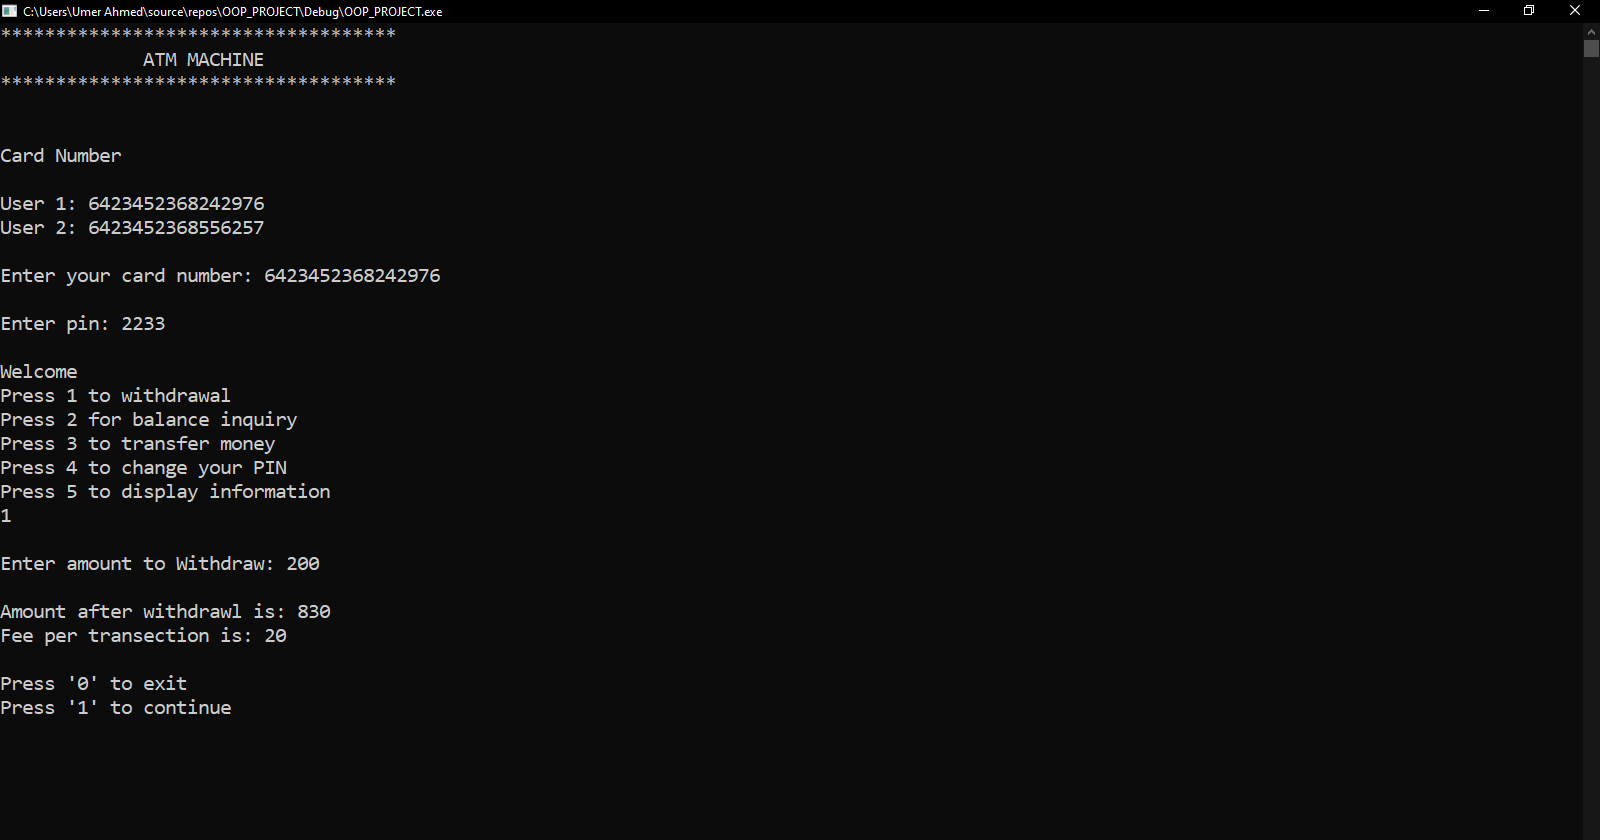 C:\Users\Umer Ahmed\source\repos\OOP_PROJECT\Debug\OOP_PROJECT.exe
************************************
ATM MACHINE
************************************
Card Number
User 1: 6423452368242976
User 2: 6423452368556257
Enter your card number: 6423452368242976
Enter pin: 2233
Welcome
Press 1 to withdrawal
Press 2 for balance inquiry
Press 3 to transfer money
Press 4 to change your PIN
Press 5 to display information
1
Enter amount to Withdraw: 200
Amount after withdrawl is: 830
Fee per transection is: 20
Press '0' to exit
Press '1' to continue